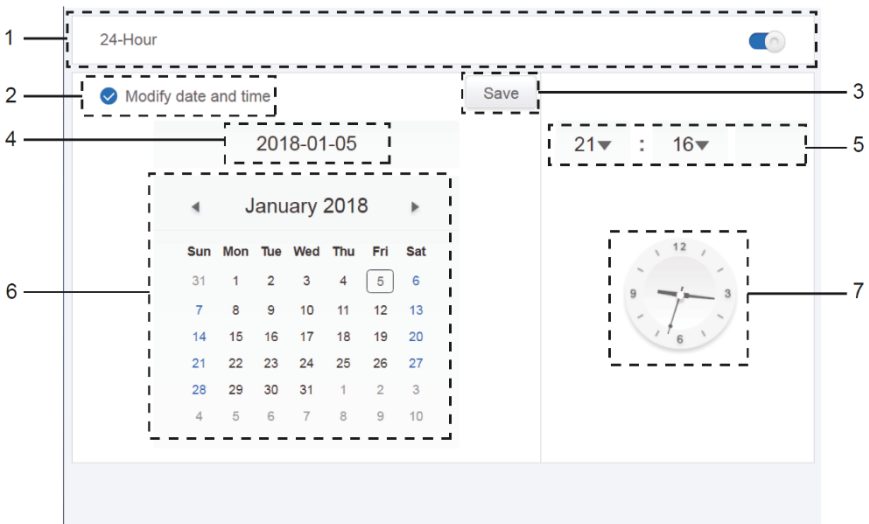 1
24-Hour
2
Modify date and time
Save
3
4
2018-01-05
21 : 16
5
January 2018
Sun Mon Tue Wed Thu Fri Sat
31 1 2 3 4 5 6
7 8 9 10 11 12 13
14 15 16 17 18 19 20
21 22 23 24 25 26 27
28 29 30 31 1 2 3
4 5 6 7 8 9 10
6
12
9 3
6
7